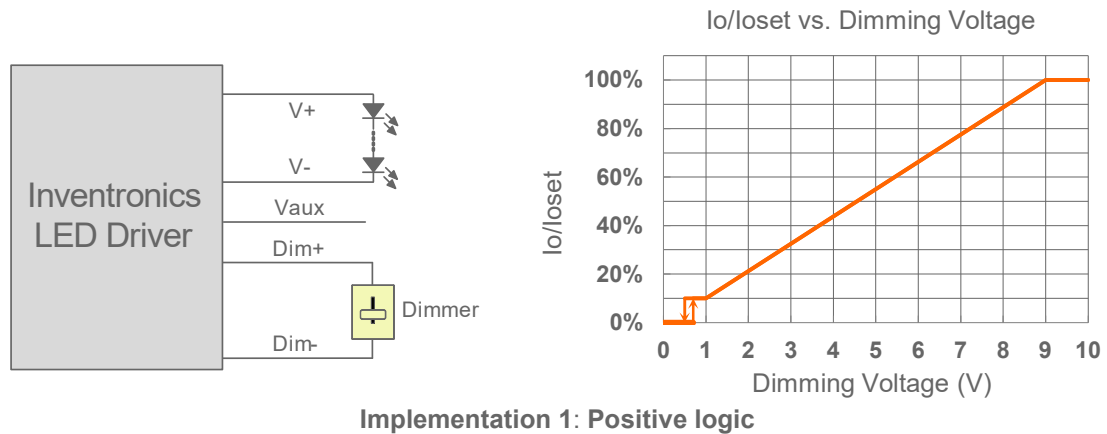 Inventronics
LED Driver
V+
V-
Vaux
Dim+
Dim-
Dimmer
Io/Ioset vs. Dimming Voltage
Io/Ioset
100%
80%
60%
40%
20%
0%
0 1 2 3 4 5 6 7 8 9 10
Dimming Voltage (V)
Implementation 1: Positive logic